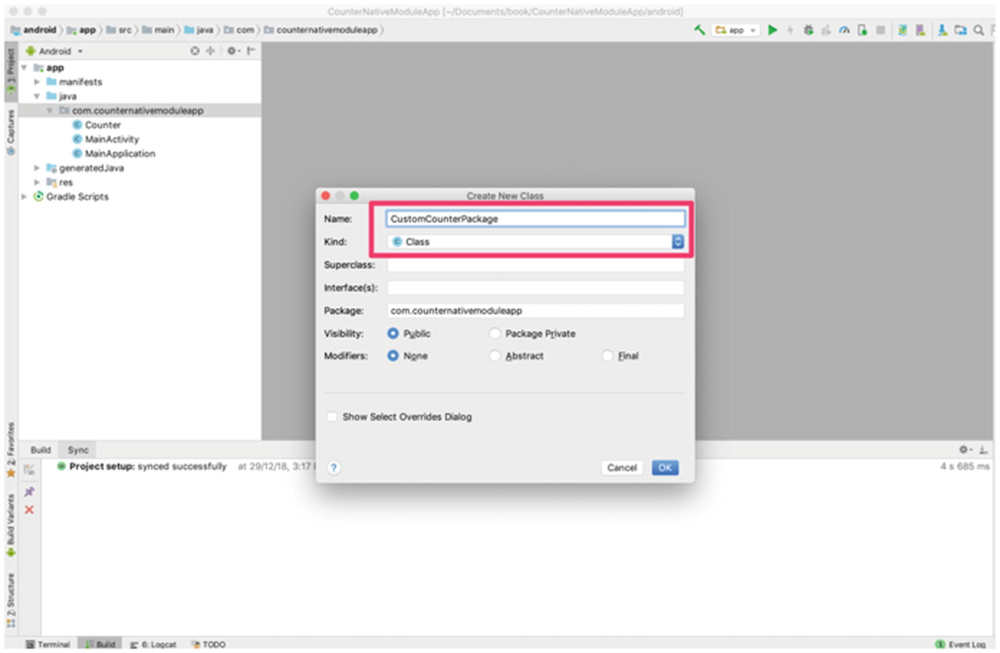 CounterNativeModuleApp [~/Documents/book/CounterNativeModuleApp/android]
android app src main java com counternativemoduleapp
app
1: Project
Captures
2: Favorites
Build Variants
7: Structure
Android
app
manifests
java
com.counternativemoduleapp
Counter
MainActivity
MainApplication
generatedJava
res
Gradle Scripts
Create New Class
Name: CustomCounterPackage
Kind: Class
Superclass:
Interface(s):
Package: com.counternativemoduleapp
Visibility: Public Package Private
Modifiers: None Abstract Final
Show Select Overrides Dialog
? Cancel OK
Build Sync
Project setup: synced successfully at 29/12/18, 3:17
4 s 685 ms
Terminal Build 6: Logcat TODO
1 Event Log